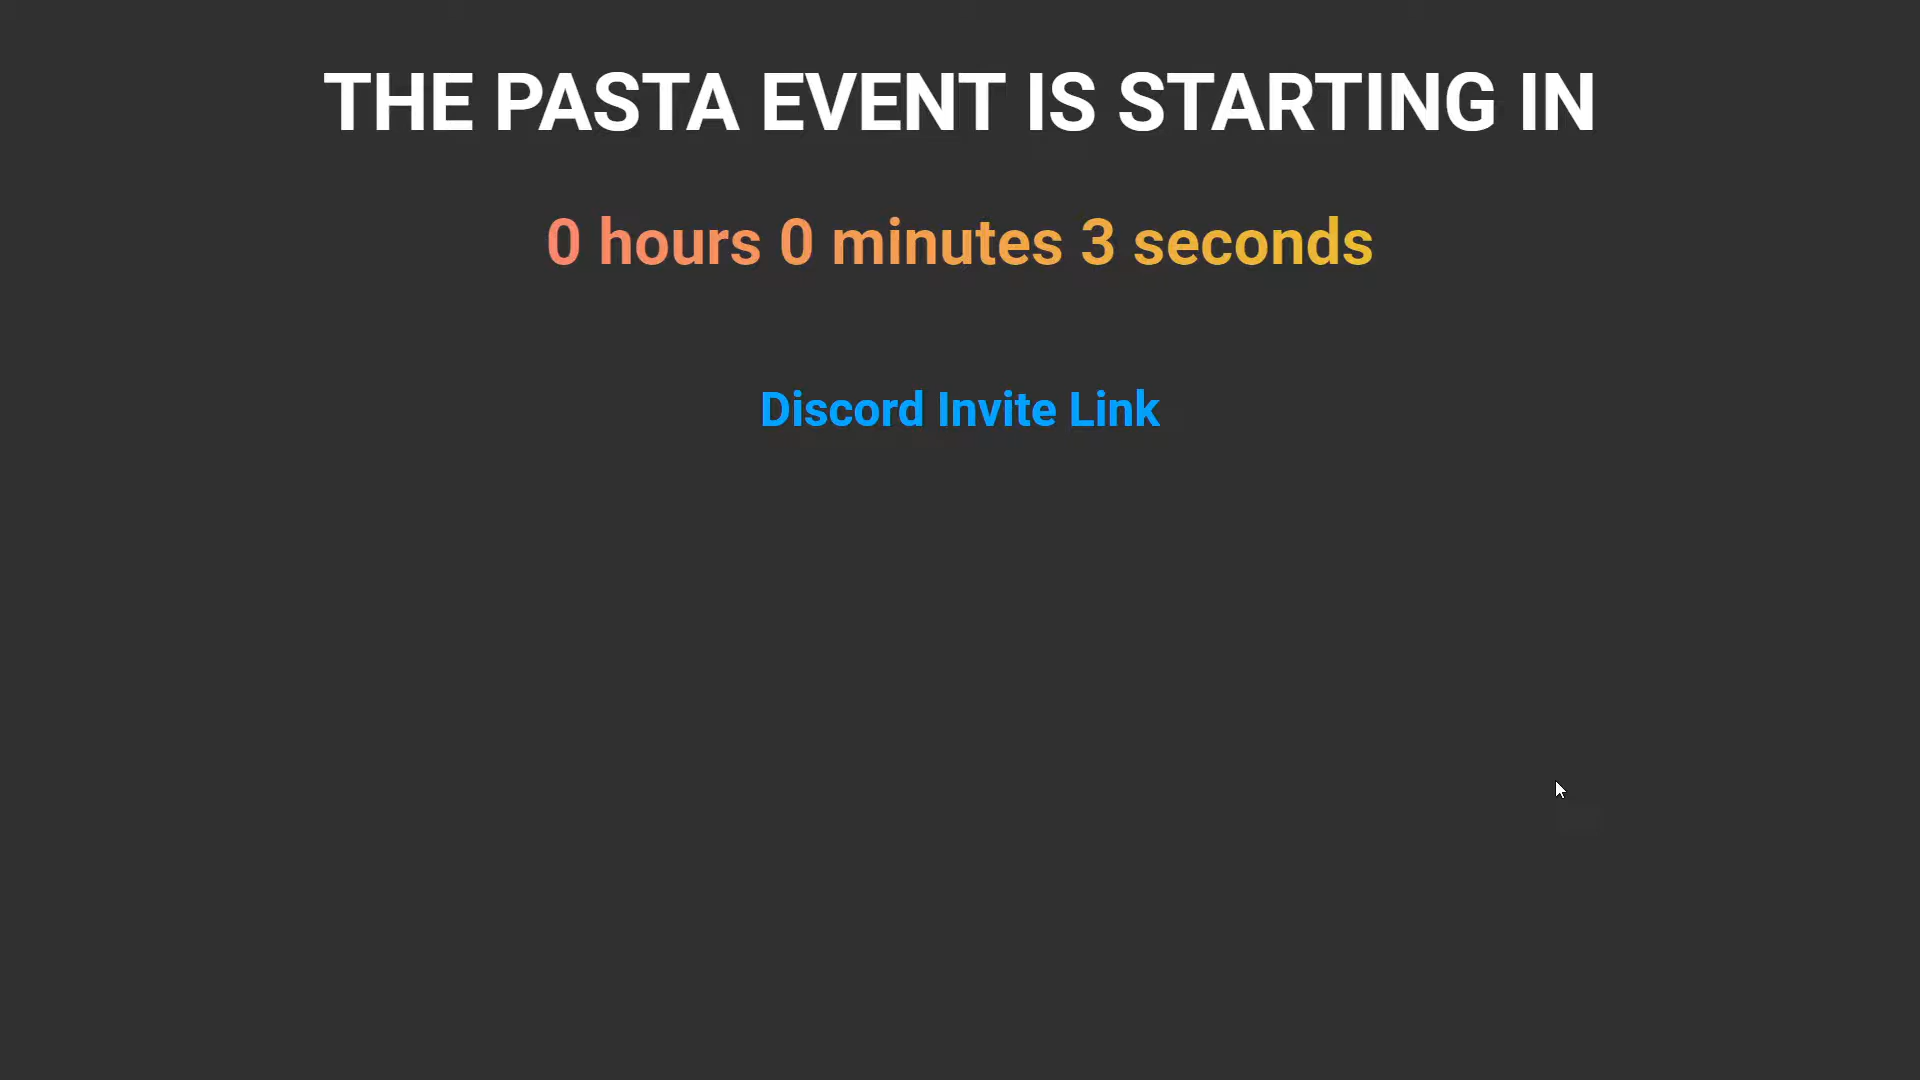 THE PASTA EVENT IS STARTING IN
0 hours 0 minutes 3 seconds
Discord Invite Link